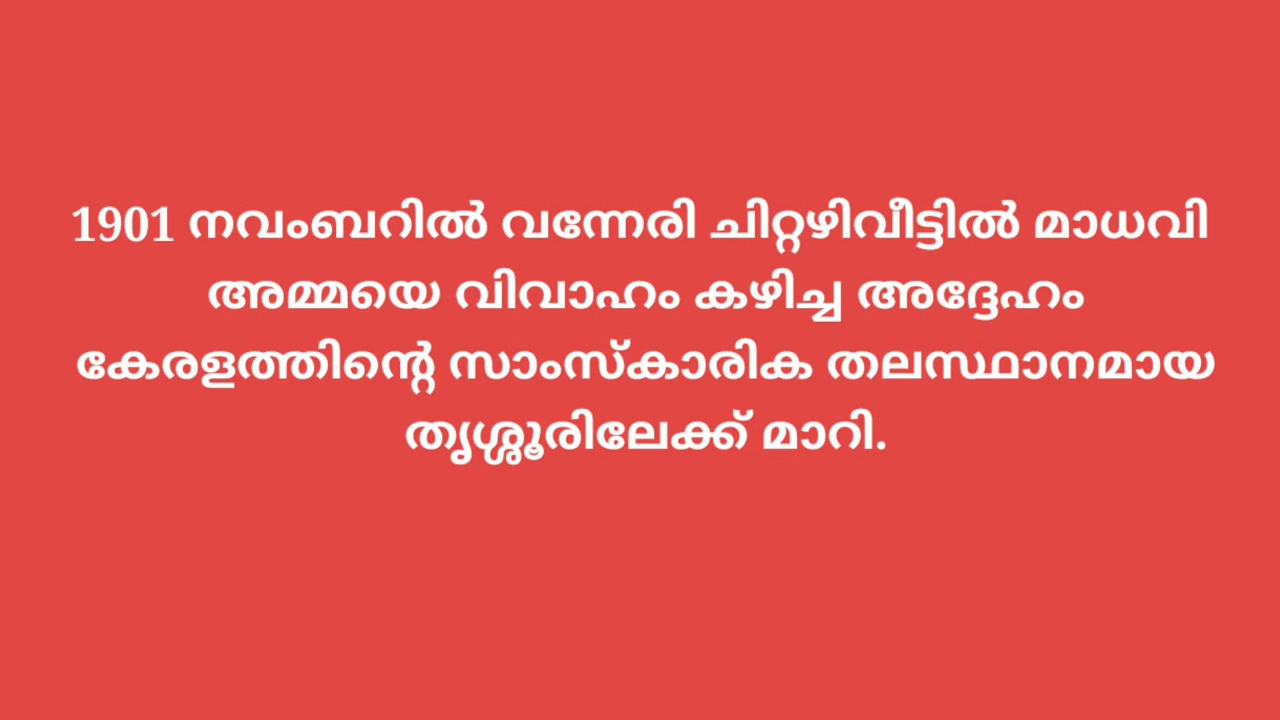 1901 നവംബറിൽ വന്നേരി ചിറ്റഴിവീട്ടിൽ മാധവി
അമ്മയെ വിവാഹം കഴിച്ച അദ്ദേഹം
കേരളത്തിന്റെ സാംസ്കാരിക തലസ്ഥാനമായ
തൃശ്ശൂരിലേക്ക് മാറി.